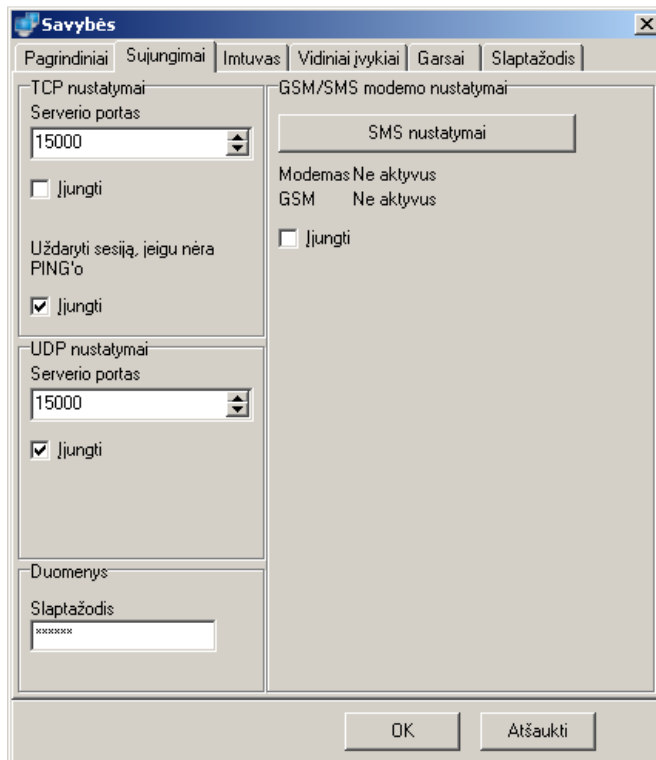 Savybės
Pagrindiniai Sujungimai Imtuvas Vidiniai įvykiai Garsai Slaptažodis
TCP nustatymai
Serverio portas
15000
Įjungti
Uždaryti sesiją, jeigu nėra
PING'o
Įjungti
UDP nustatymai
Serverio portas
15000
Įjungti
Duomenys
Slaptažodis
******
GSM/SMS modemo nustatymai
SMS nustatymai
Modemas Ne aktyvus
GSM Ne aktyvus
Įjungti
OK Atšaukti